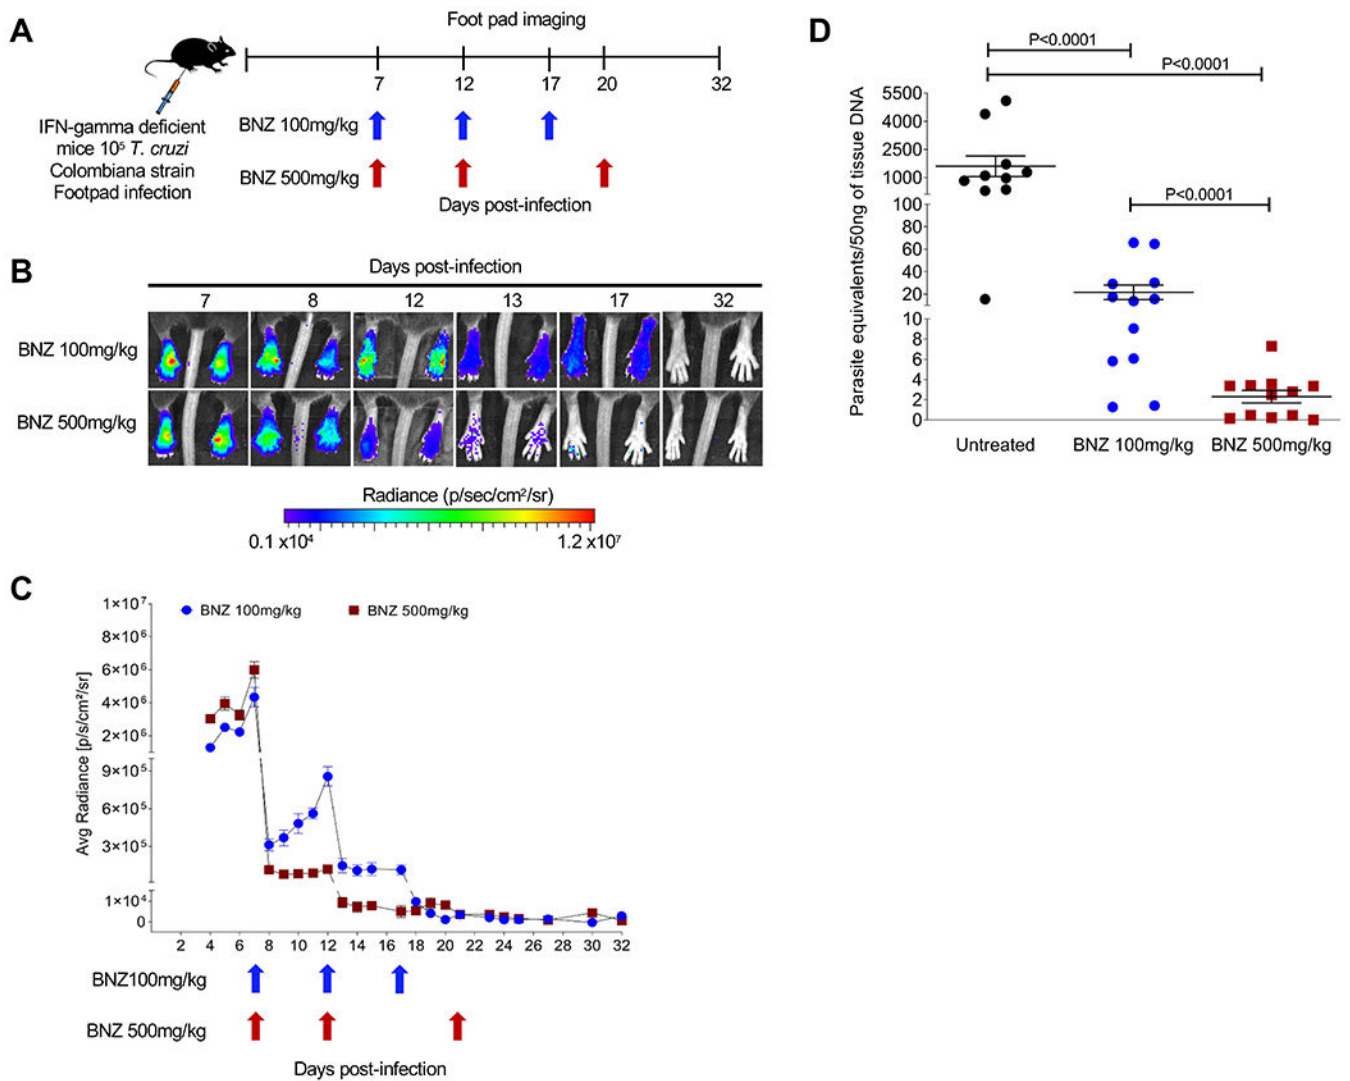 A
Foot pad imaging
7 12 17 20 32
IFN-gamma deficient
mice 10⁵ T. cruzi
Colombiana strain
Footpad infection
BNZ 100mg/kg
BNZ 500mg/kg
Days post-infection
B
Days post-infection
7 8 12 13 17 32
BNZ 100mg/kg
BNZ 500mg/kg
Radiance (p/sec/cm²/sr)
0.1 x10⁴ 1.2 x10⁷
C
BNZ 100mg/kg BNZ 500mg/kg
Avg Radiance [p/s/cm²/sr]
1×10⁷
8×10⁶
6×10⁶
4×10⁶
2×10⁶
9×10⁵
6×10⁵
3×10⁵
1×10⁴
0
2 4 6 8 10 12 14 16 18 20 22 24 26 28 30 32
BNZ100mg/kg
BNZ 500mg/kg
Days post-infection
D
P<0.0001
P<0.0001
P<0.0001
Parasite equivalents/50ng of tissue DNA
5500
4000
2500
1000
100
80
60
40
20
10
8
6
4
2
0
Untreated BNZ 100mg/kg BNZ 500mg/kg